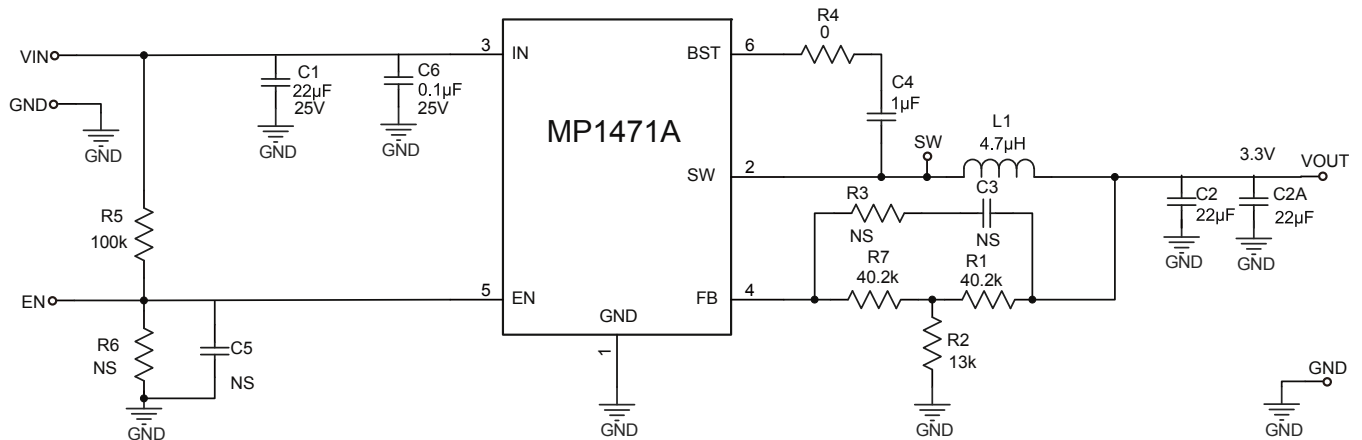 VIN
GND
GND
C1
22µF
25V
GND
C6
0.1µF
25V
GND
3
IN
MP1471A
BST
6
R4
0
C4
1µF
SW
2
SW
L1
4.7µH
3.3V
VOUT
C2
22µF
GND
C2A
22µF
GND
R3
NS
C3
NS
R5
100k
R7
40.2k
R1
40.2k
EN
5
EN
FB
4
GND
1
GND
R6
NS
C5
NS
GND
R2
13k
GND
GND
GND